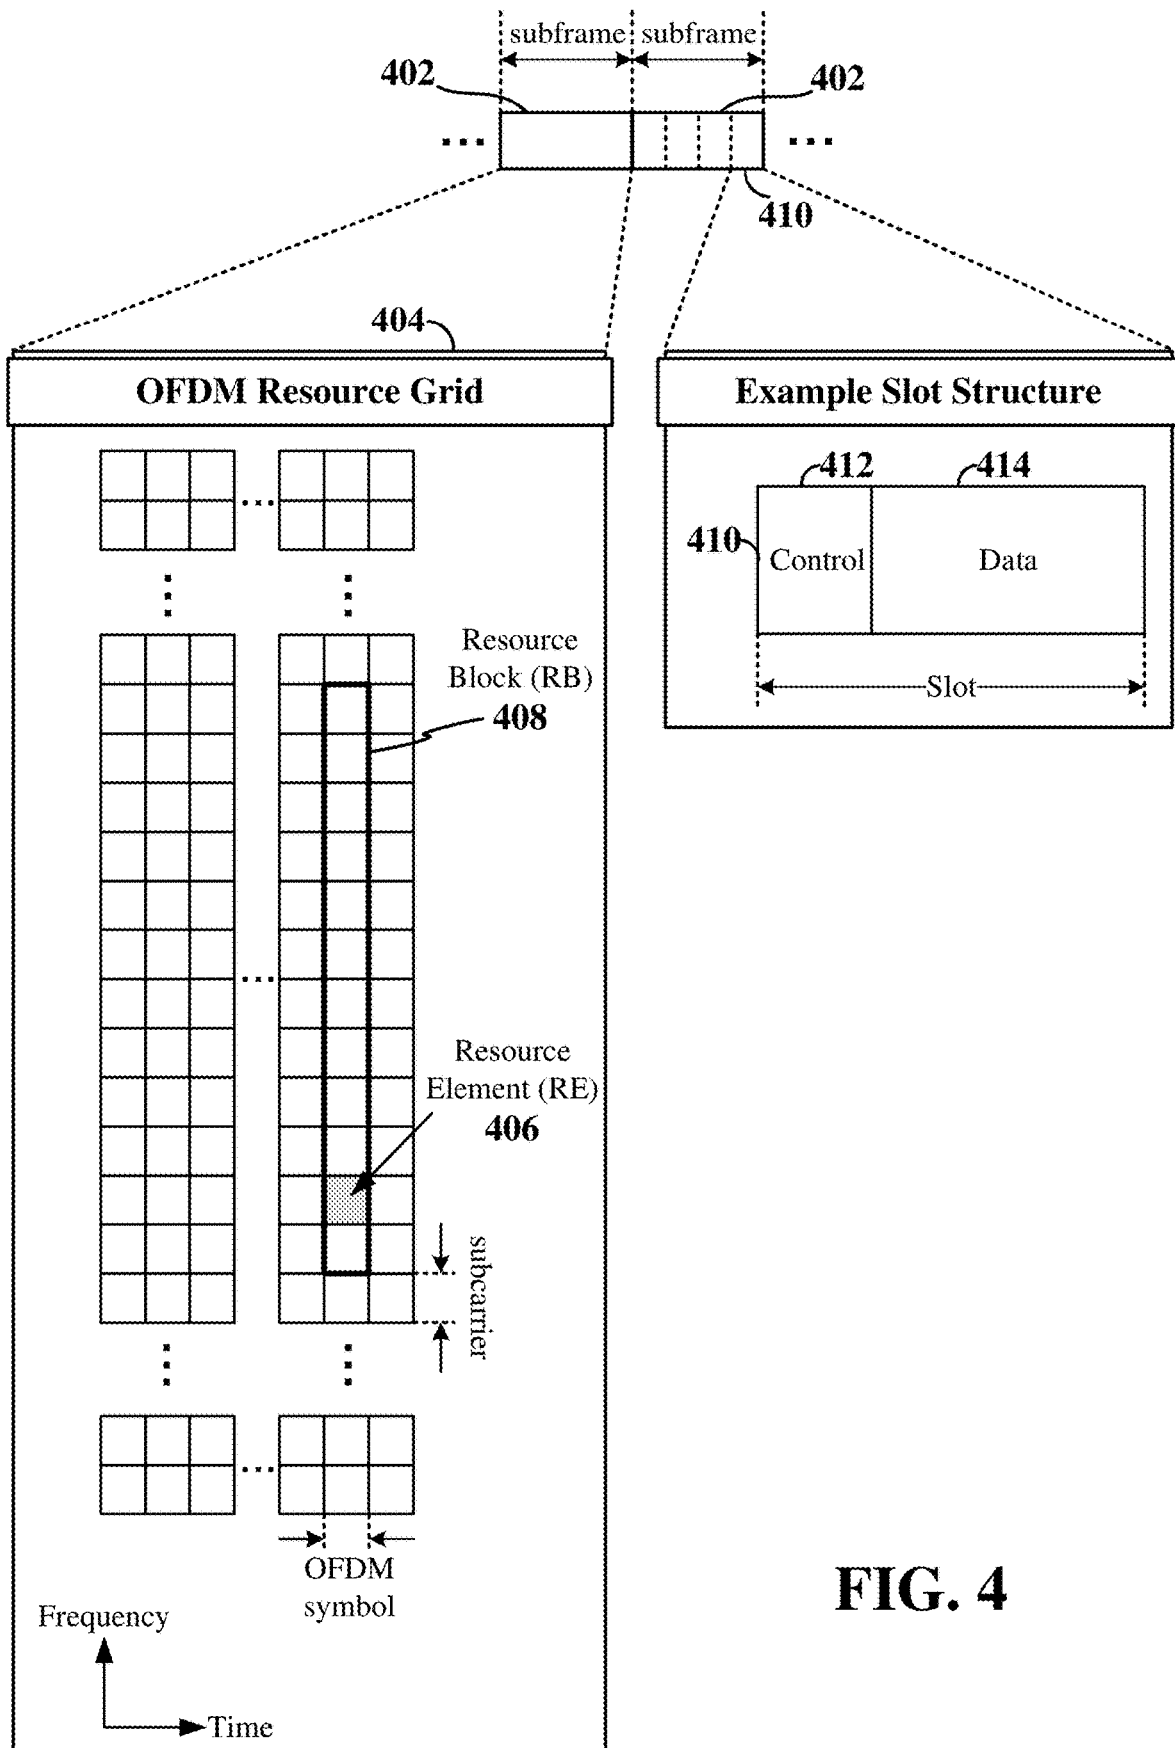 subframe subframe
402 402
410
404
OFDM Resource Grid
Example Slot Structure
412 414
410
Control Data
Slot
Resource
Block (RB)
408
Resource
Element (RE)
406
subcarrier
OFDM
symbol
Frequency
Time
FIG. 4